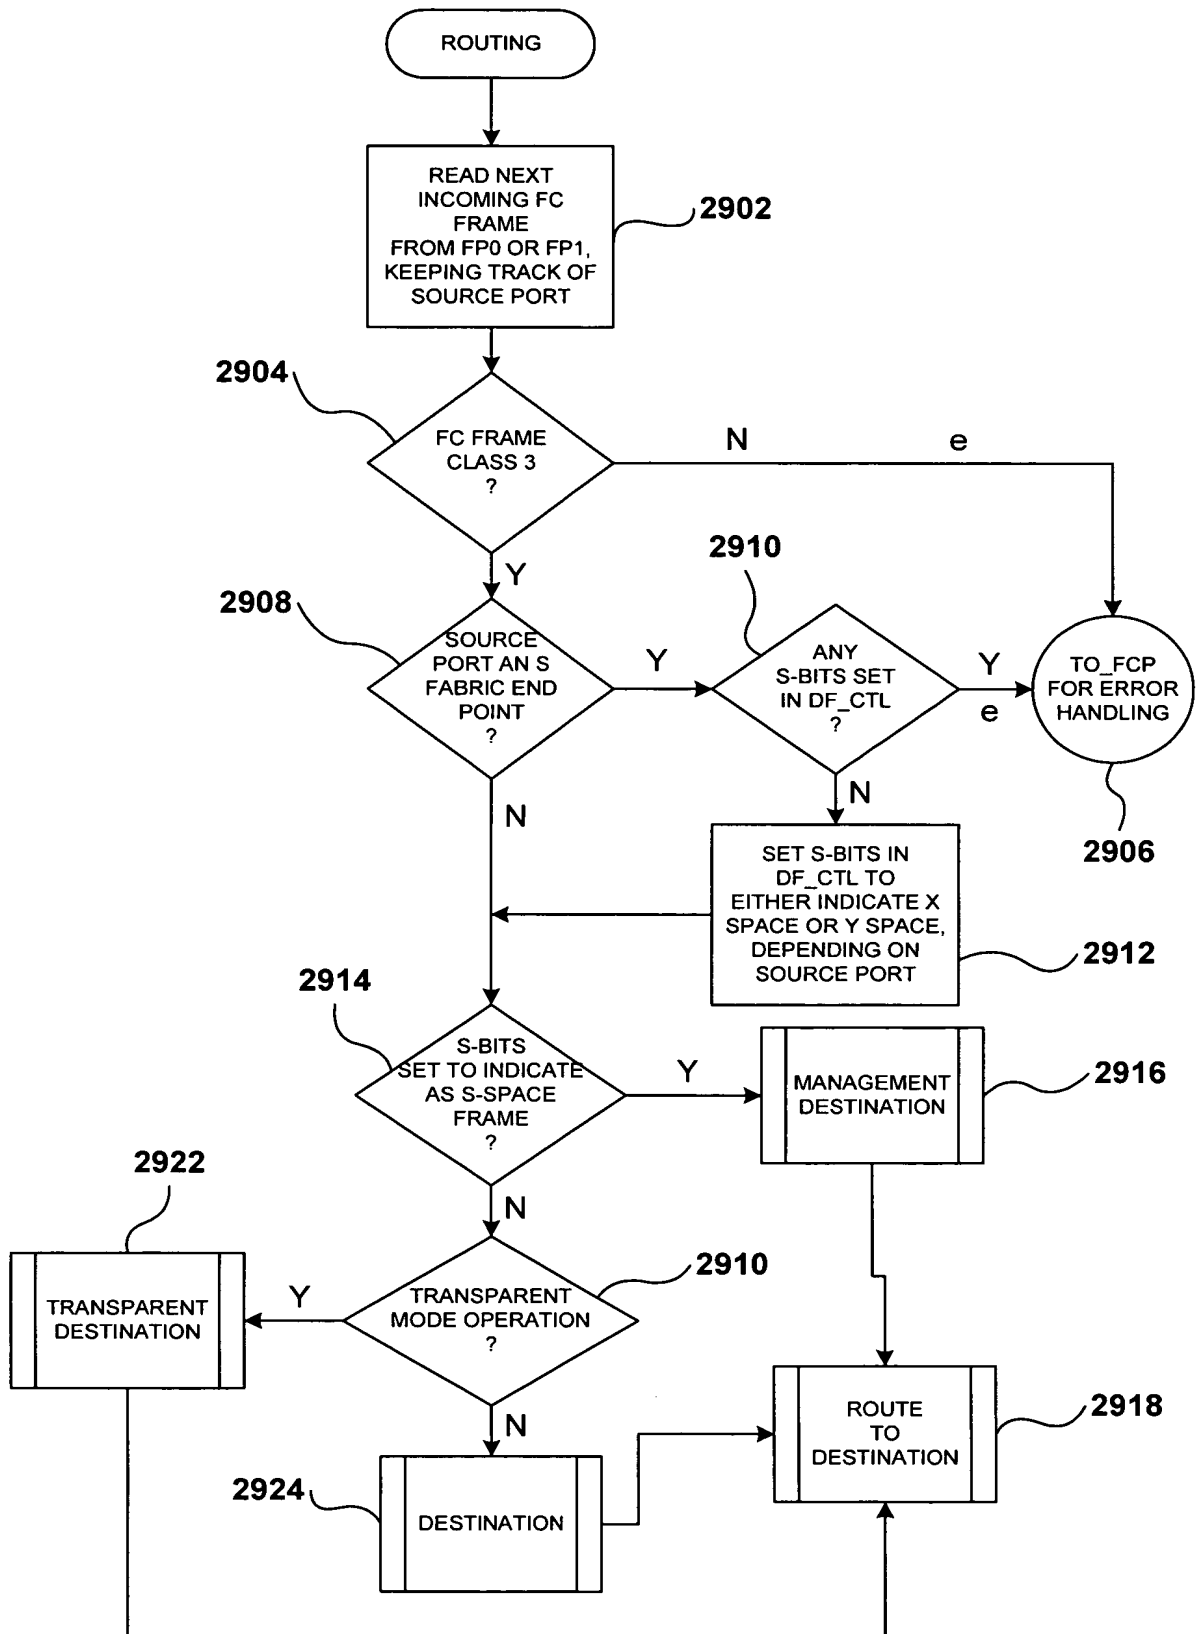 ROUTING
READ NEXT
INCOMING FC
FRAME
FROM FP0 OR FP1,
KEEPING TRACK OF
SOURCE PORT
2902
2904
FC FRAME
CLASS 3
?
N
e
Y
2908
SOURCE
PORT AN S
FABRIC END
POINT
?
Y
N
2910
ANY
S-BITS SET
IN DF_CTL
?
Y
e
N
TO_FCP
FOR ERROR
HANDLING
2906
SET S-BITS IN
DF_CTL TO
EITHER INDICATE X
SPACE OR Y SPACE,
DEPENDING ON
SOURCE PORT
2912
2914
S-BITS
SET TO INDICATE
AS S-SPACE
FRAME
?
Y
N
MANAGEMENT
DESTINATION
2916
2922
TRANSPARENT
DESTINATION
Y
TRANSPARENT
MODE OPERATION
?
2910
N
ROUTE
TO
DESTINATION
2918
2924
DESTINATION